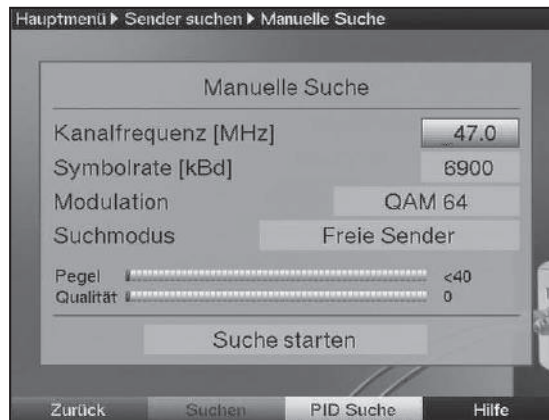 Hauptmenü ▶ Sender suchen ▶ Manuelle Suche
Manuelle Suche
Kanalfrequenz [MHz] 47.0
Symbolrate [kBd] 6900
Modulation QAM 64
Suchmodus Freie Sender
Pegel <40
Qualität 0
Suche starten
Zurück Suchen PID Suche Hilfe